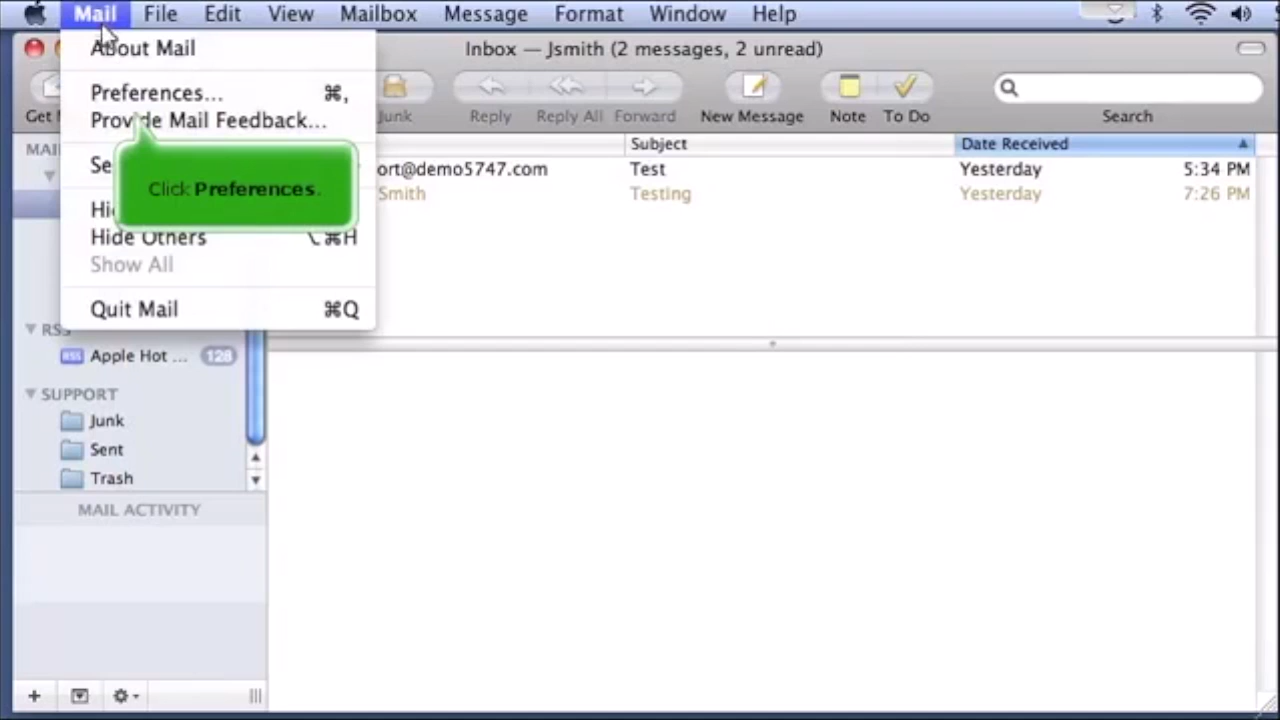 Mail File Edit View Mailbox Message Format Window Help
Inbox — Jsmith (2 messages, 2 unread)
About Mail
Preferences... ⌘,
Provide Mail Feedback...
Click Preferences.
Hide Others ⌥⌘H
Show All
Quit Mail ⌘Q
Junk Reply Reply All Forward New Message Note To Do Search
Subject Date Received
ort@demo5747.com Test Yesterday 5:34 PM
Smith Testing Yesterday 7:26 PM
RSS
RSS Apple Hot ... 128
SUPPORT
Junk
Sent
Trash
MAIL ACTIVITY